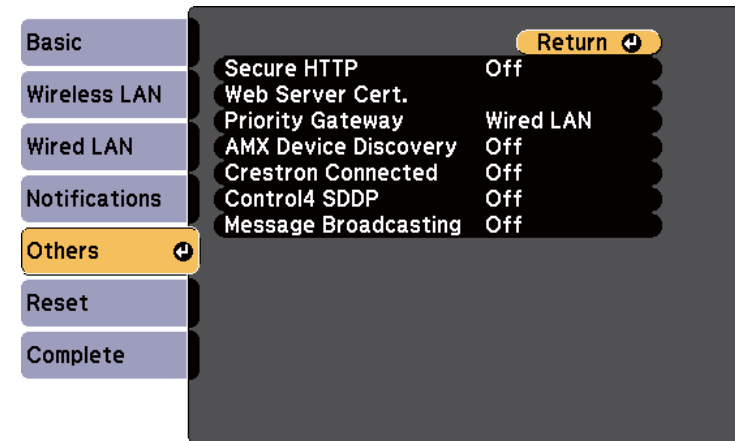 Basic
Wireless LAN
Wired LAN
Notifications
Others
Reset
Complete
Return
Secure HTTP Off
Web Server Cert.
Priority Gateway Wired LAN
AMX Device Discovery Off
Crestron Connected Off
Control4 SDDP Off
Message Broadcasting Off